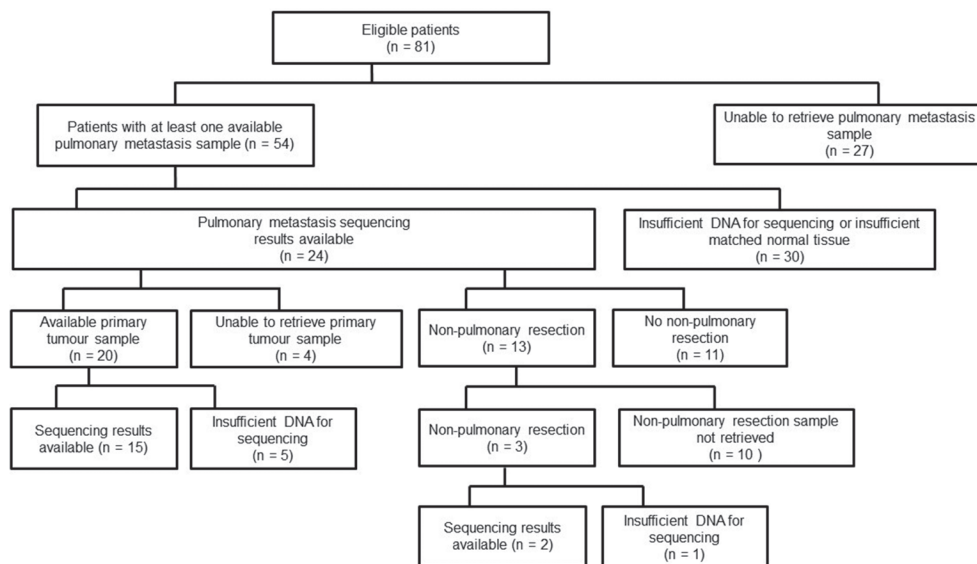 Eligible patients
(n = 81)
Patients with at least one available
pulmonary metastasis sample (n = 54)
Unable to retrieve pulmonary metastasis
sample
(n = 27)
Pulmonary metastasis sequencing
results available
(n = 24)
Insufficient DNA for sequencing or insufficient
matched normal tissue
(n = 30)
Available primary
tumour sample
(n = 20)
Unable to retrieve primary
tumour sample
(n = 4)
Non-pulmonary resection
(n = 13)
No non-pulmonary
resection
(n = 11)
Sequencing results
available (n = 15)
Insufficient DNA for
sequencing
(n = 5)
Non-pulmonary resection
(n = 3)
Non-pulmonary resection sample
not retrieved
(n = 10 )
Sequencing results
available (n = 2)
Insufficient DNA for
sequencing
(n = 1)